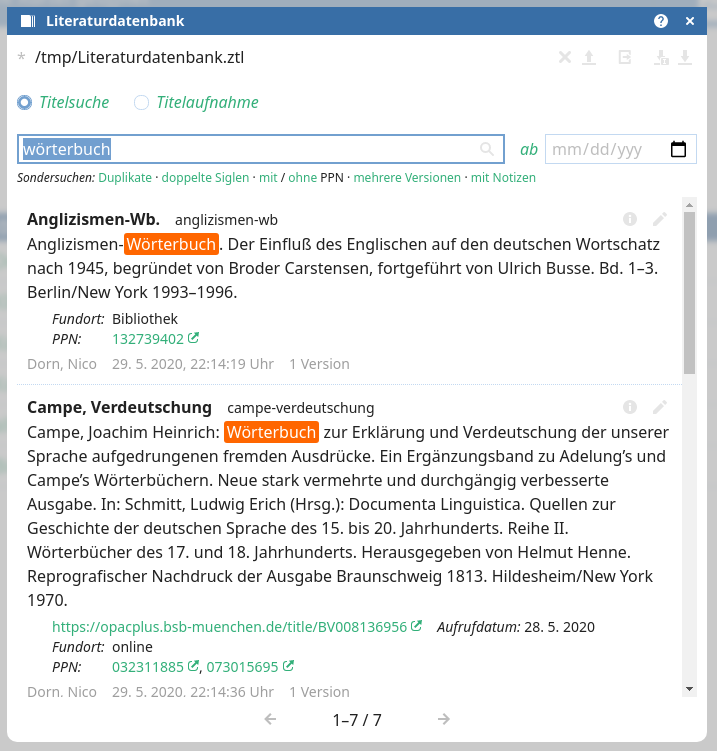 Literaturdatenbank
* /tmp/Literaturdatenbank.ztl
Titelsuche Titelaufnahme
wörterbuch ab mm/dd/yyy
Sondersuchen: Duplikate · doppelte Siglen · mit / ohne PPN · mehrere Versionen · mit Notizen
Anglizismen-Wb. anglizismen-wb
Anglizismen-Wörterbuch. Der Einfluß des Englischen auf den deutschen Wortschatz
nach 1945, begründet von Broder Carstensen, fortgeführt von Ulrich Busse. Bd. 1–3.
Berlin/New York 1993–1996.
Fundort: Bibliothek
PPN: 132739402
Dorn, Nico 29. 5. 2020, 22:14:19 Uhr 1 Version
Campe, Verdeutschung campe-verdeutschung
Campe, Joachim Heinrich: Wörterbuch zur Erklärung und Verdeutschung der unserer
Sprache aufgedrungenen fremden Ausdrücke. Ein Ergänzungsband zu Adelung’s und
Campe’s Wörterbüchern. Neue stark vermehrte und durchgängig verbesserte
Ausgabe. In: Schmitt, Ludwig Erich (Hrsg.): Documenta Linguistica. Quellen zur
Geschichte der deutschen Sprache des 15. bis 20. Jahrhunderts. Reihe II.
Wörterbücher des 17. und 18. Jahrhunderts. Herausgegeben von Helmut Henne.
Reprografischer Nachdruck der Ausgabe Braunschweig 1813. Hildesheim/New York
1970.
https://opacplus.bsb-muenchen.de/title/BV008136956 Aufrufdatum: 28. 5. 2020
Fundort: online
PPN: 032311885, 073015695
Dorn, Nico 29. 5. 2020, 22:14:36 Uhr 1 Version
1–7 / 7